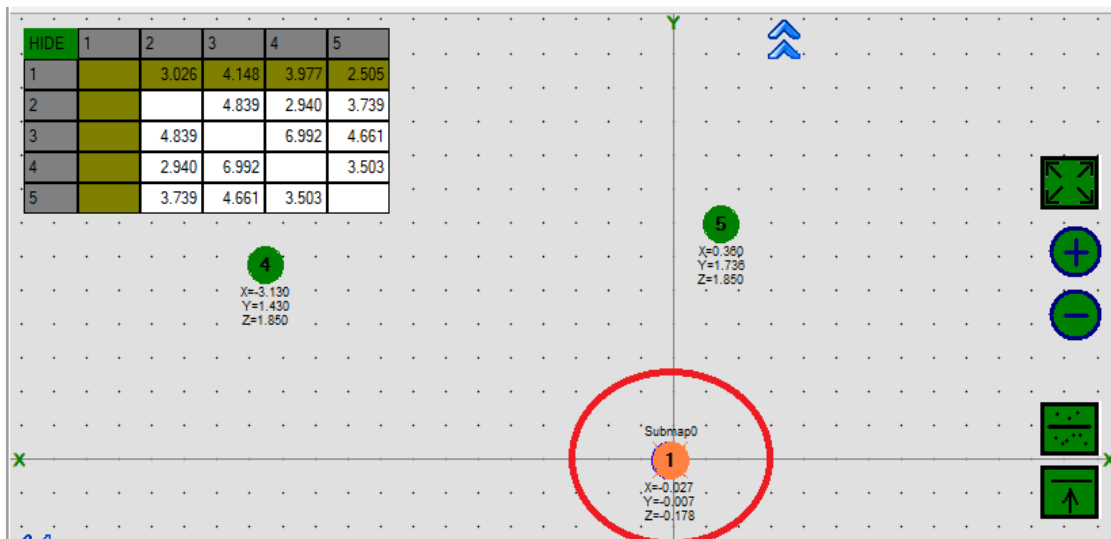 Y
HIDE 1 2 3 4 5
1 3.026 4.148 3.977 2.505
2 4.839 2.940 3.739
3 4.839 6.992 4.661
4 2.940 6.992 3.503
5 3.739 4.661 3.503
5
X=0.360
Y=1.736
Z=1.850
4
X=-3.130
Y=1.430
Z=1.850
Submap0
X 1 X
X=-0.027
Y=-0.007
Z=-0.178